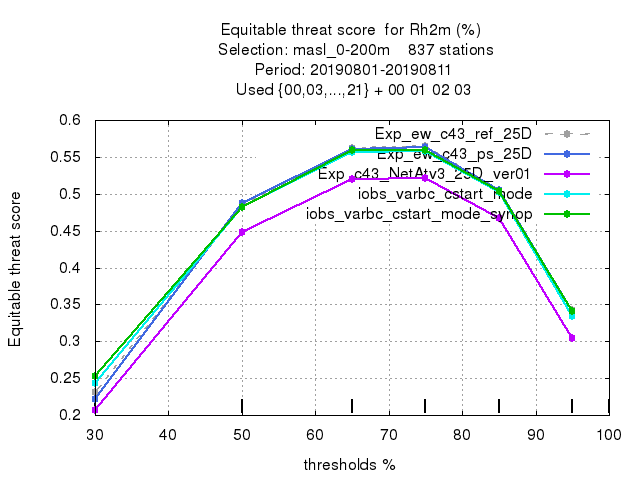 Equitable threat score  for Rh2m (%)
Selection: masl_0-200m    837 stations
Period: 20190801-20190811
Used {00,03,...,21} + 00 01 02 03
0.6
0.55
0.5
0.45
0.4
0.35
0.3
0.25
0.2
Equitable threat score
Exp_ew_c43_ref_25D
Exp_ew_c43_ps_25D
Exp_c43_NetAtv3_25D_ver01
iobs_varbc_cstart_mode
iobs_varbc_cstart_mode_synop
30 40 50 60 70 80 90 100
thresholds %